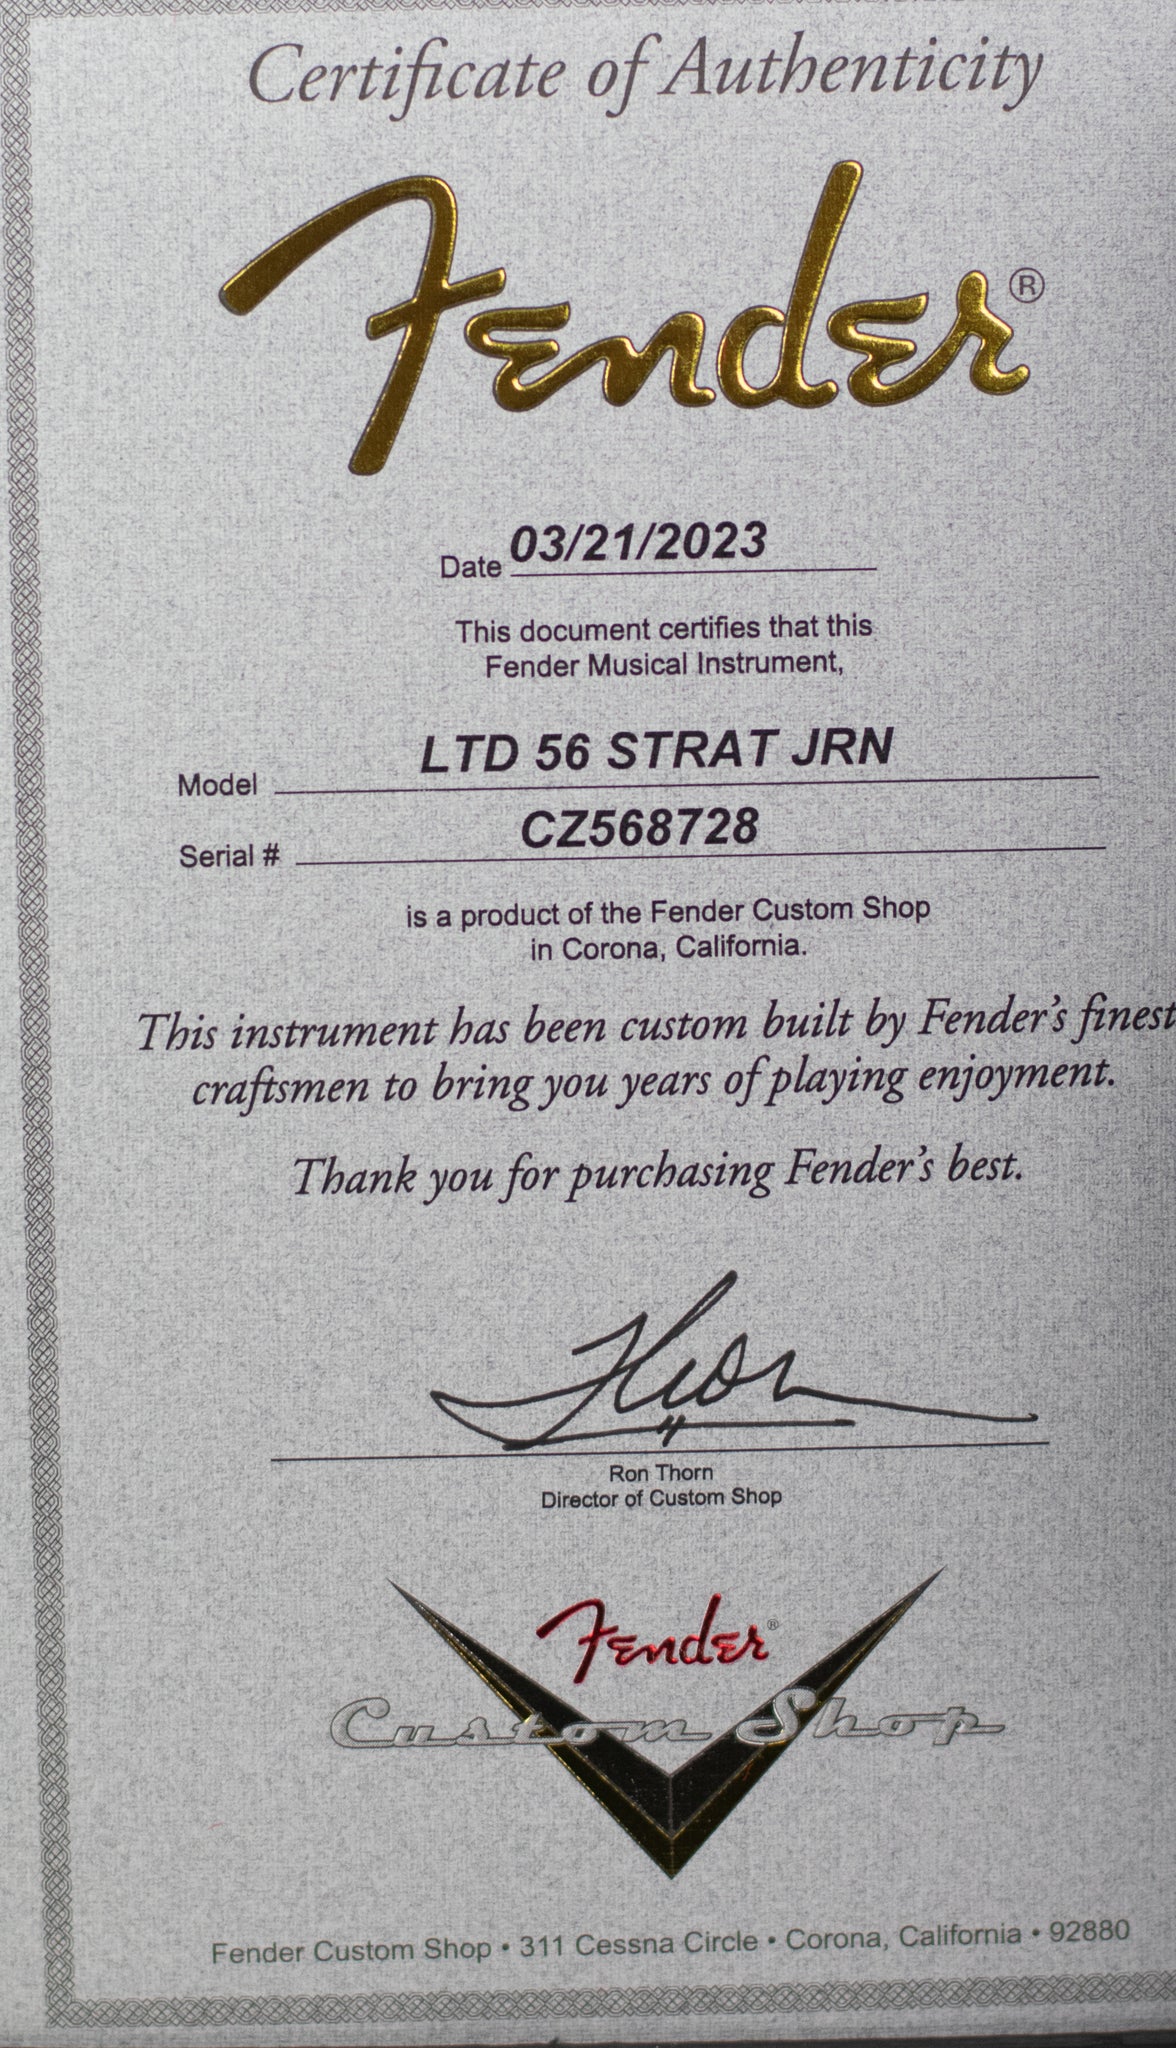 Certificate of Authenticity
Fender®
Date 03/21/2023
This document certifies that this
Fender Musical Instrument,
Model LTD 56 STRAT JRN
Serial # CZ568728
is a product of the Fender Custom Shop
in Corona, California.
This instrument has been custom built by Fender's finest
craftsmen to bring you years of playing enjoyment.
Thank you for purchasing Fender's best.
Ron Thorn
Director of Custom Shop
Fender®
Custom Shop
Fender Custom Shop • 311 Cessna Circle • Corona, California • 92880